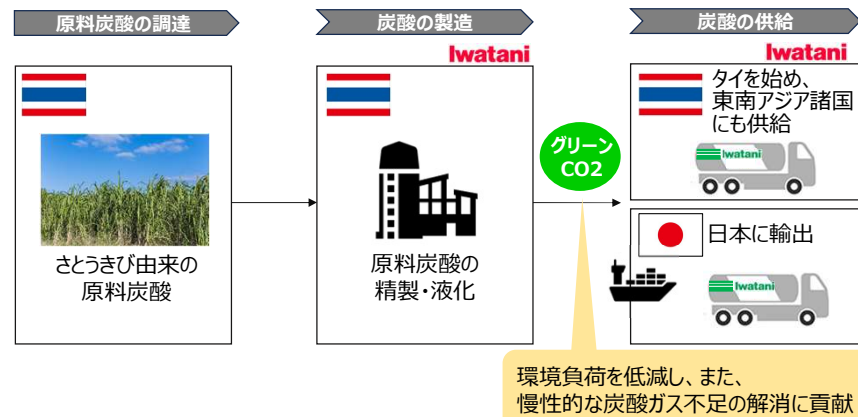 原料炭酸の調達
炭酸の製造
炭酸の供給
Iwatani
Iwatani
さとうきび由来の
原料炭酸
原料炭酸の
精製・液化
グリーン
CO2
タイを始め、
東南アジア諸国
にも供給
Iwatani
日本に輸出
Iwatani
環境負荷を低減し、また、
慢性的な炭酸ガス不足の解消に貢献